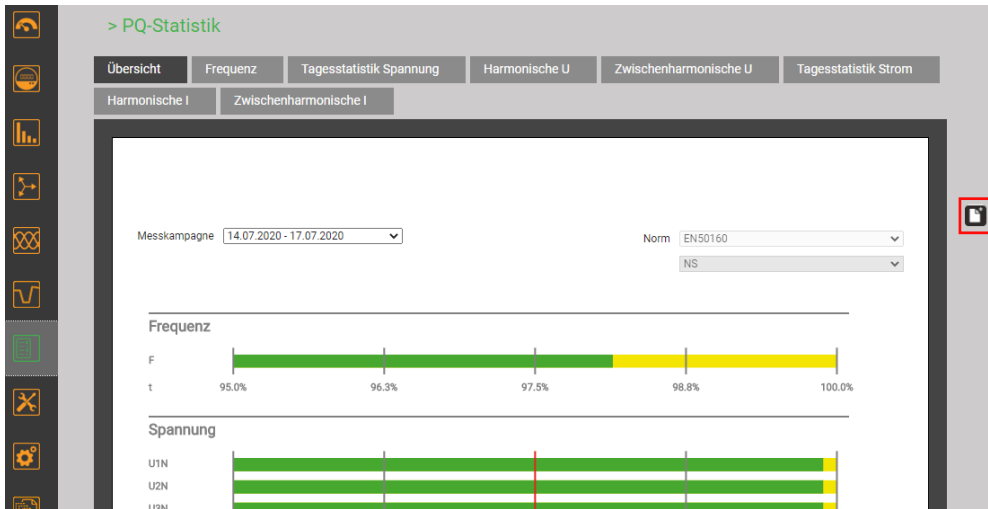 > PQ-Statistik
Übersicht Frequenz Tagesstatistik Spannung Harmonische U Zwischenharmonische U Tagesstatistik Strom
Harmonische I Zwischenharmonische I
Messkampagne 14.07.2020 - 17.07.2020 Norm EN50160
NS
Frequenz
F
t 95.0% 96.3% 97.5% 98.8% 100.0%
Spannung
U1N
U2N
U3N